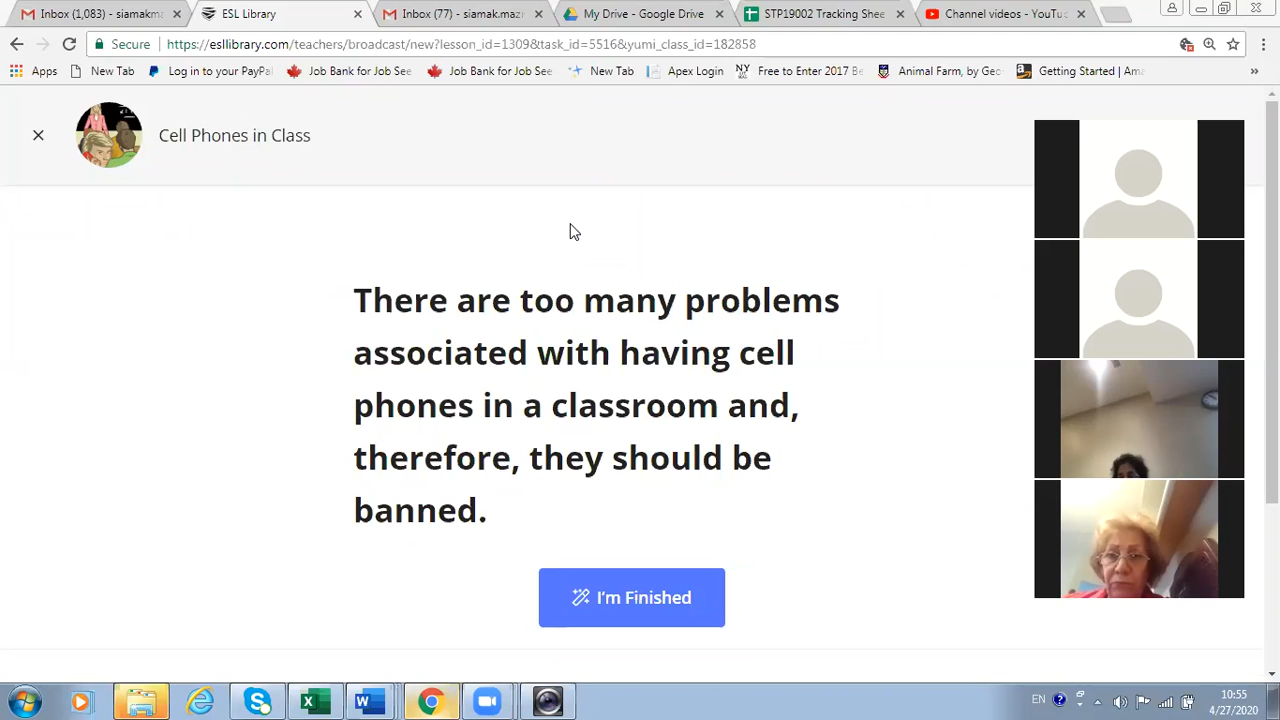 Inbox (1,083) - siamakm
ESL Library
Inbox (77) - siamak.maz
My Drive - Google Drive
STP19002 Tracking Shee
Channel videos - YouTu
Secure
https://esllibrary.com/teachers/broadcast/new?lesson_id=1309&task_id=5516&yumi_class_id=182858
Apps
New Tab
Log in to your PayPal
Job Bank for Job See
Job Bank for Job See
New Tab
Apex Login
NY
Free to Enter 2017 Be
Animal Farm, by Geo
Getting Started | Am
»
Cell Phones in Class
There are too many problems
associated with having cell
phones in a classroom and,
therefore, they should be
banned.
I'm Finished
EN
10:55
4/27/2020